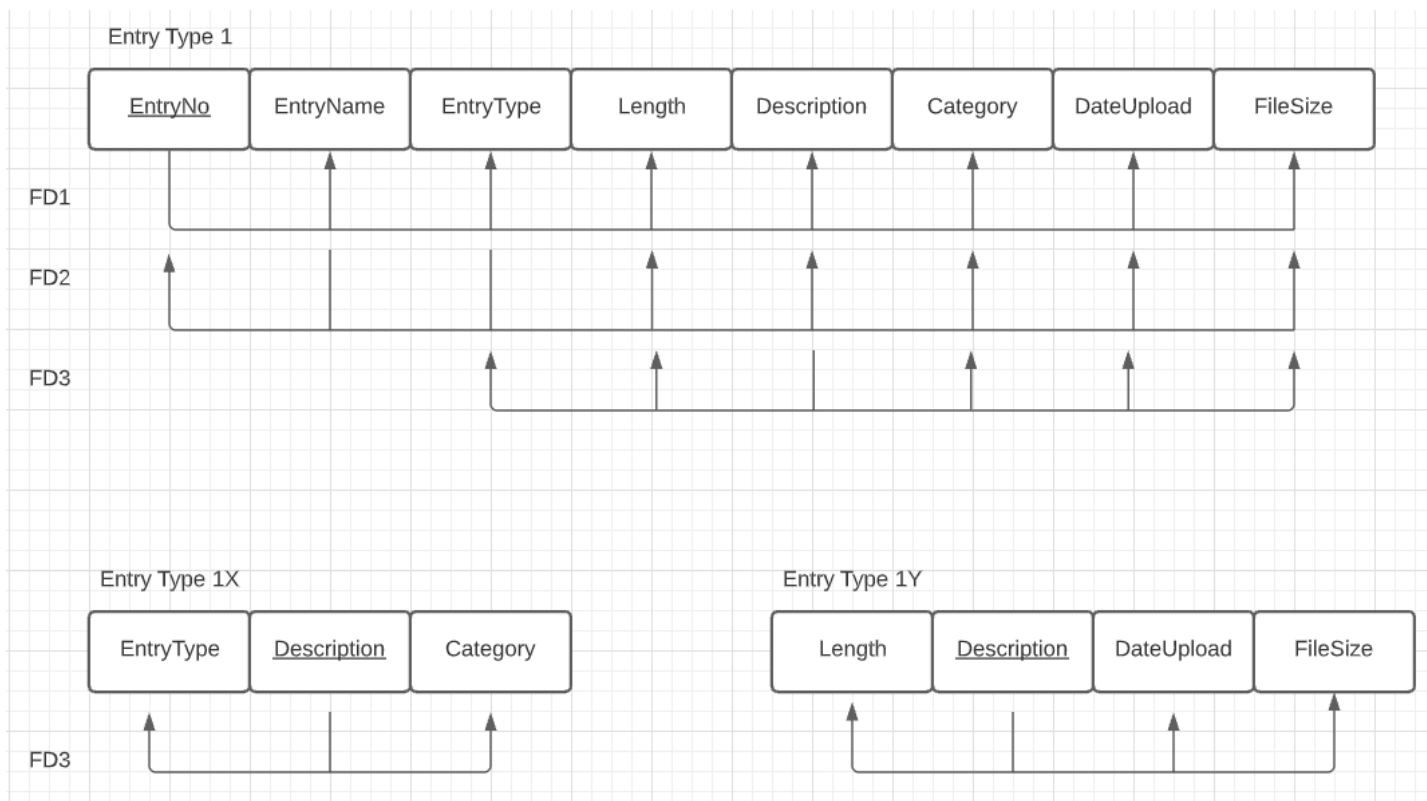 Entry Type 1
EntryNo EntryName EntryType Length Description Category DateUpload FileSize
FD1
FD2
FD3
Entry Type 1X Entry Type 1Y
EntryType Description Category Length Description DateUpload FileSize
FD3